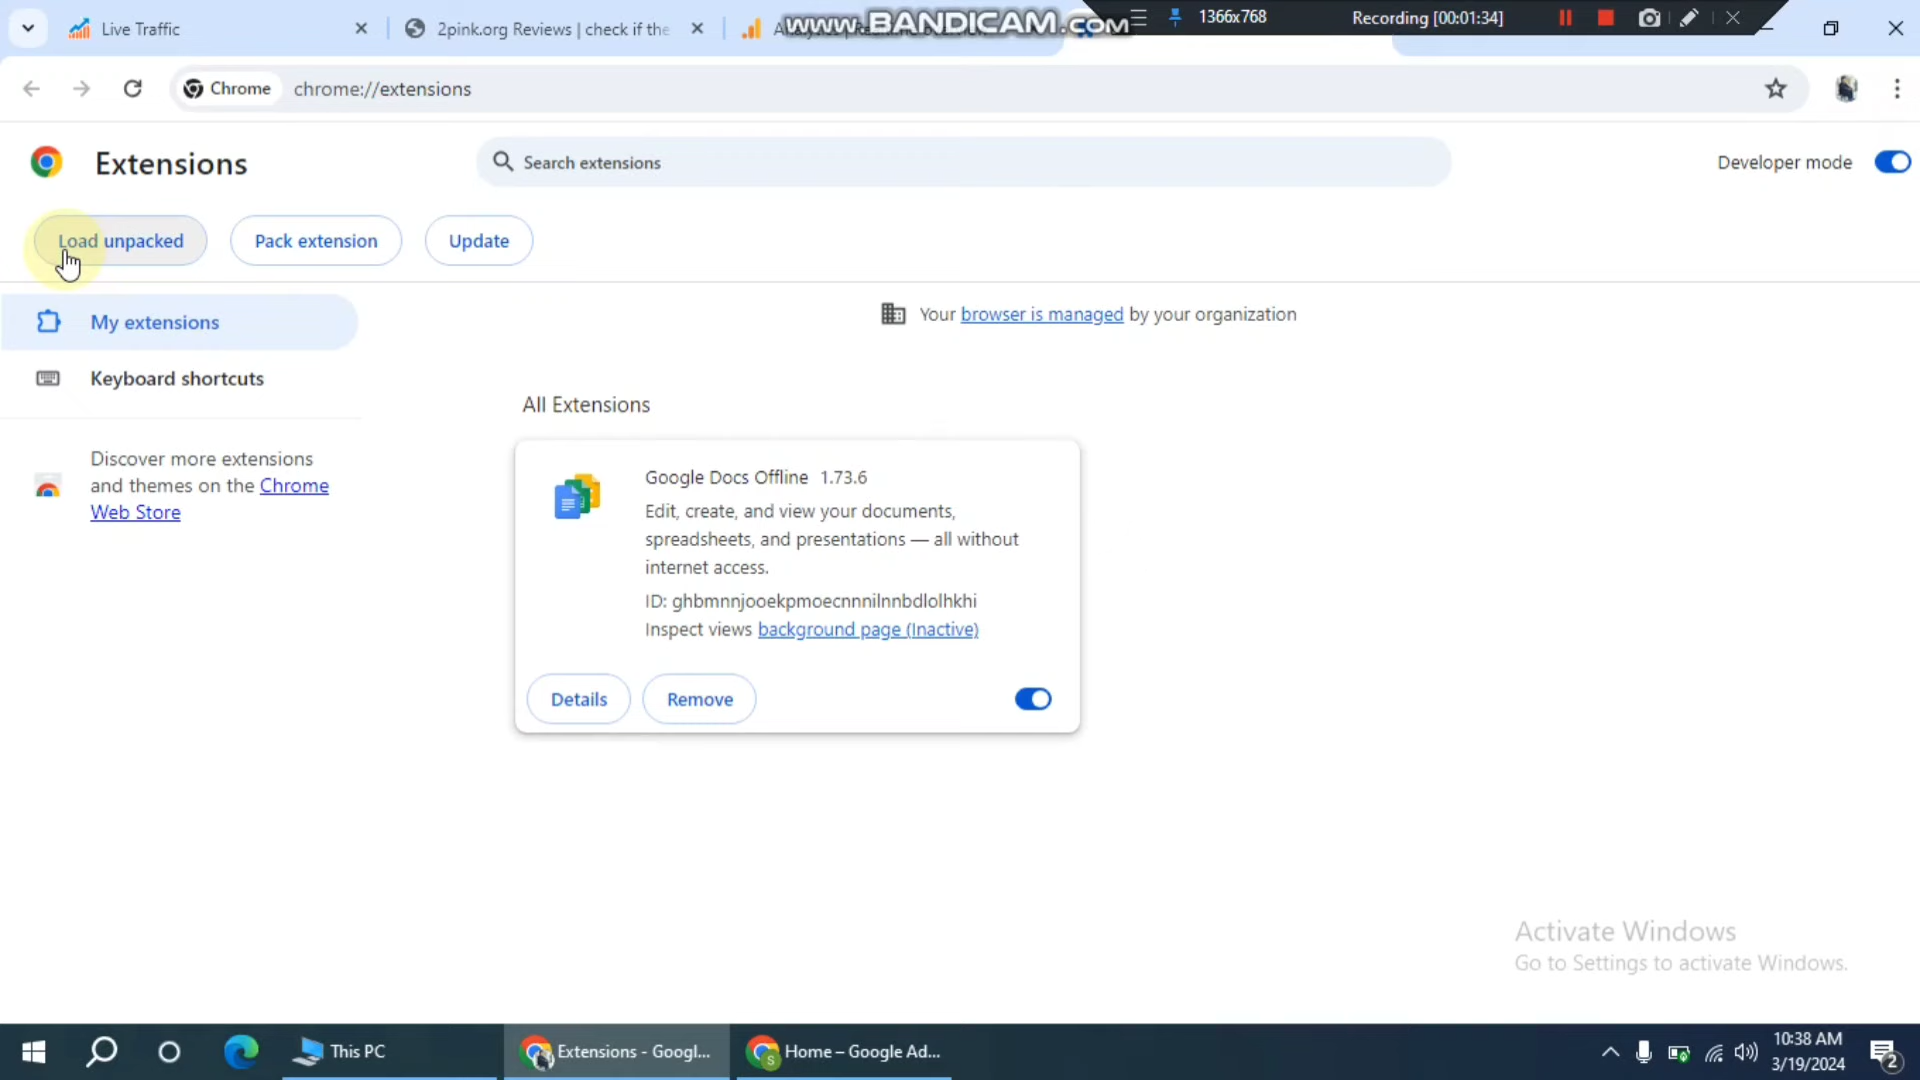 Live Traffic
2pink.org Reviews | check if the
www.BANDICAM.com
1366x768
Recording [00:01:34]
Chrome
chrome://extensions
Extensions
Search extensions
Developer mode
Load unpacked
Pack extension
Update
My extensions
Your browser is managed by your organization
Keyboard shortcuts
All Extensions
Discover more extensions
and themes on the Chrome
Web Store
Google Docs Offline 1.73.6
Edit, create, and view your documents,
spreadsheets, and presentations — all without
internet access.
ID: ghbmnnjooekpmoecnnnilnnbdlolhkhi
Inspect views background page (Inactive)
Details
Remove
Activate Windows
Go to Settings to activate Windows.
This PC
Extensions - Googl...
Home – Google Ad...
10:38 AM
3/19/2024
2